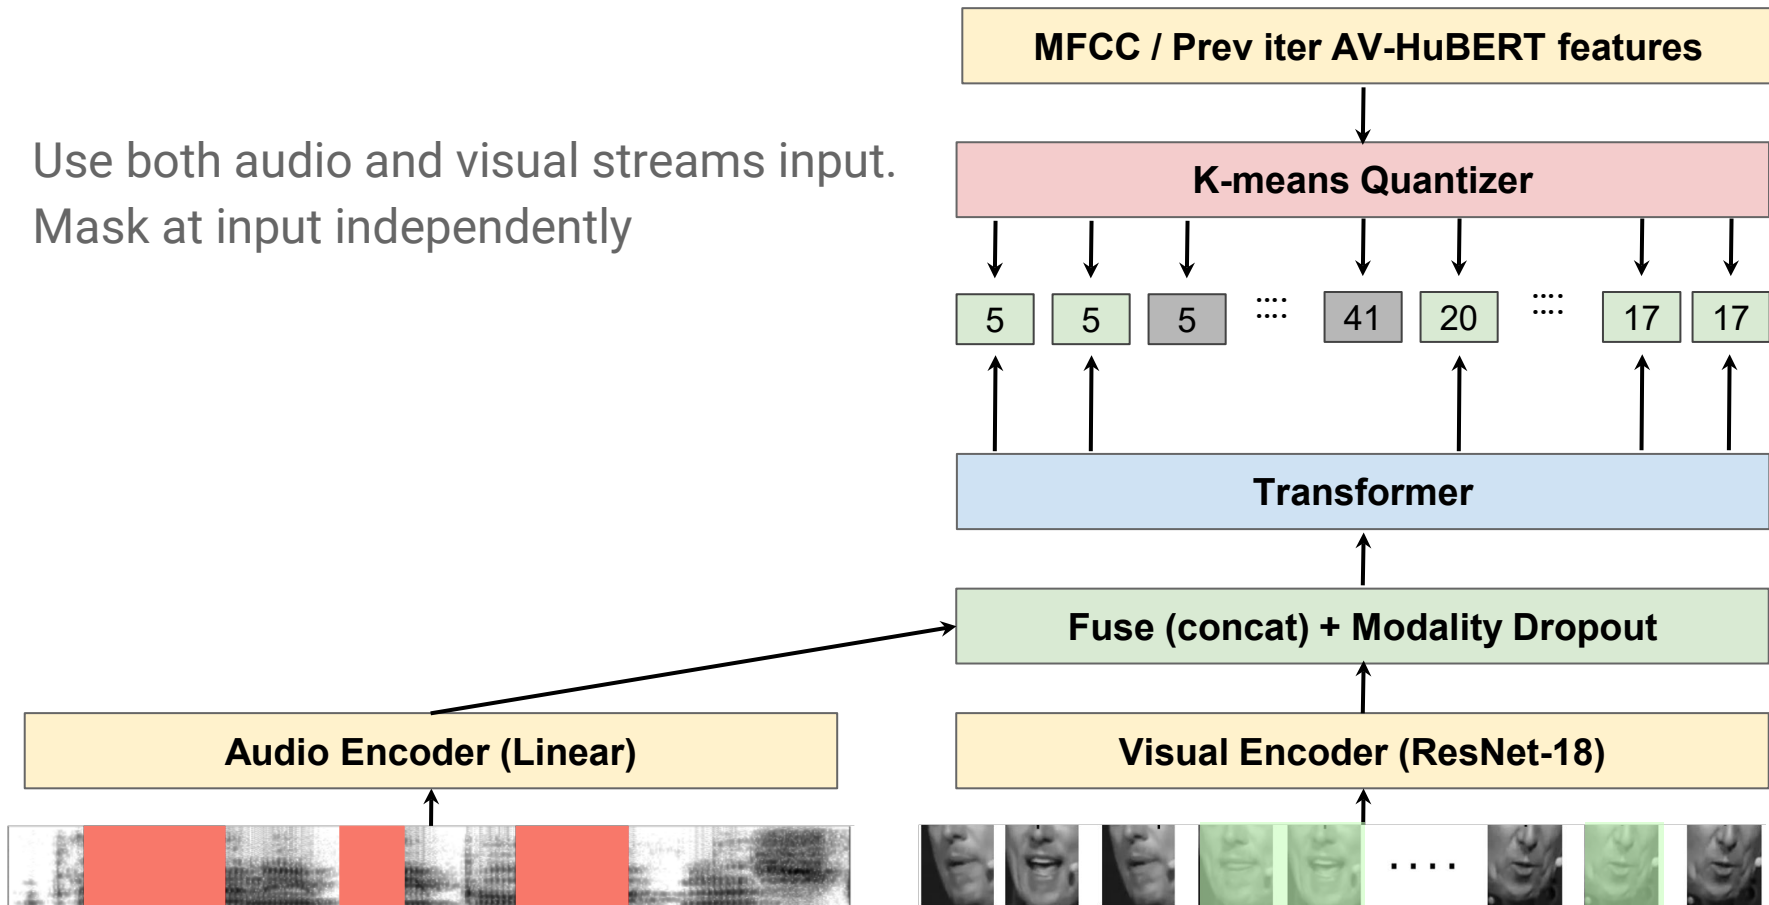 MFCC / Prev iter AV-HuBERT features
Use both audio and visual streams input.
Mask at input independently
K-means Quantizer
5 5 5 .... .... 41 20 .... .... 17 17
Transformer
Fuse (concat) + Modality Dropout
Audio Encoder (Linear)
Visual Encoder (ResNet-18)
....